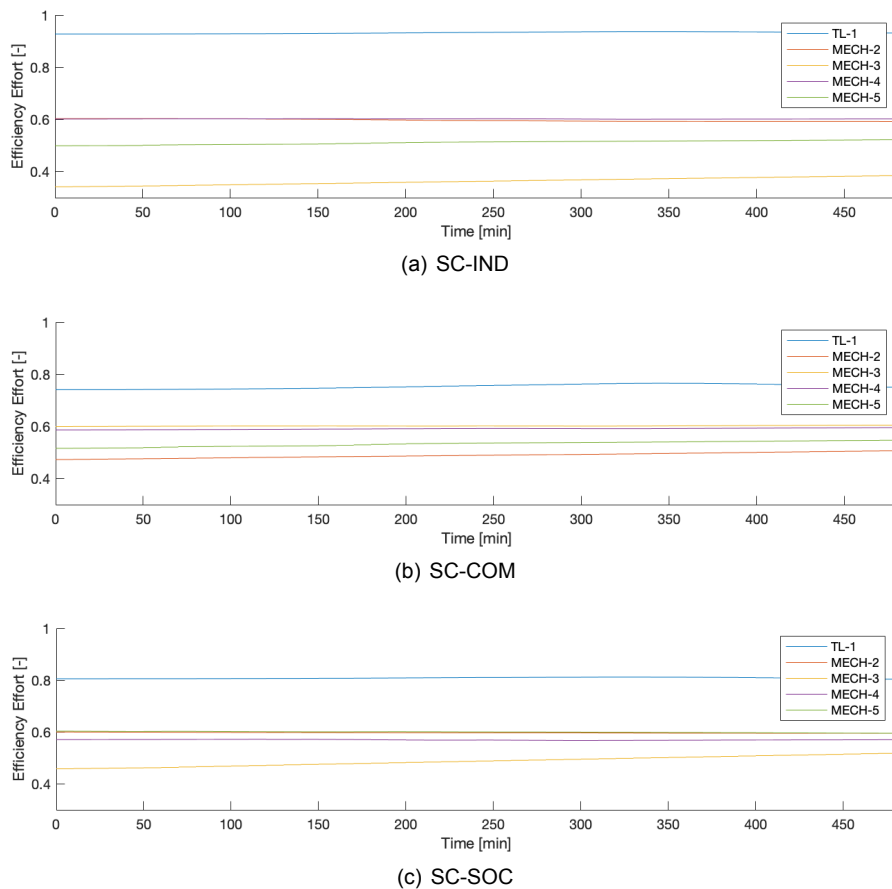 1
0.8
0.6
0.4
Efficiency Effort [-]
TL-1
MECH-2
MECH-3
MECH-4
MECH-5
0 50 100 150 200 250 300 350 400 450
Time [min]
(a) SC-IND
1
0.8
0.6
0.4
Efficiency Effort [-]
TL-1
MECH-2
MECH-3
MECH-4
MECH-5
0 50 100 150 200 250 300 350 400 450
Time [min]
(b) SC-COM
1
0.8
0.6
0.4
Efficiency Effort [-]
TL-1
MECH-2
MECH-3
MECH-4
MECH-5
0 50 100 150 200 250 300 350 400 450
Time [min]
(c) SC-SOC